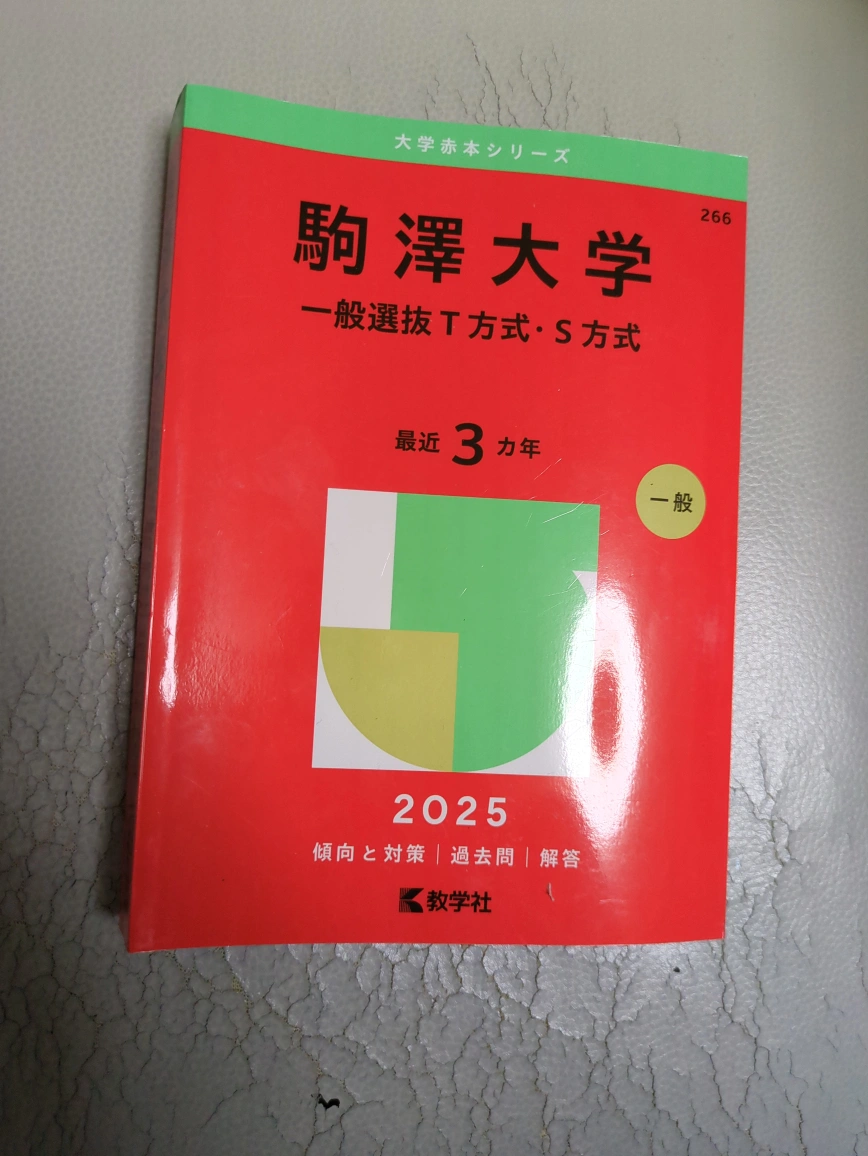 大学赤本シリーズ
266
駒澤大学
一般選抜T方式・S方式
最近3カ年
一般
2025
傾向と対策｜過去問｜解答
教学社